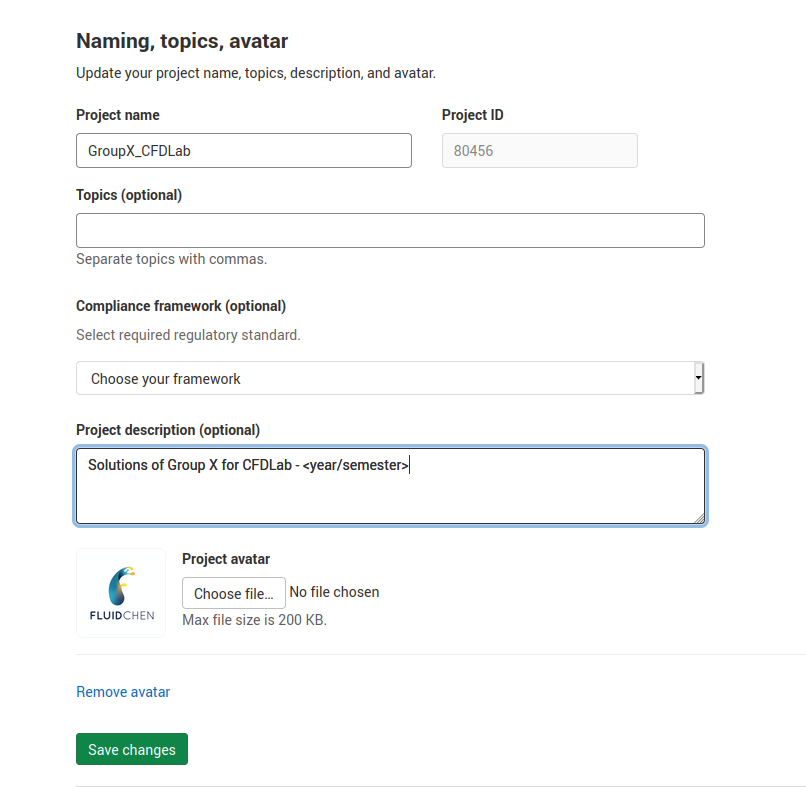 Naming, topics, avatar
Update your project name, topics, description, and avatar.
Project name
Project ID
GroupX_CFDLab
80456
Topics (optional)
Separate topics with commas.
Compliance framework (optional)
Select required regulatory standard.
Choose your framework
Project description (optional)
Solutions of Group X for CFDLab - <year/semester>
Project avatar
Choose file...
No file chosen
Max file size is 200 KB.
FLUIDCHEN
Remove avatar
Save changes